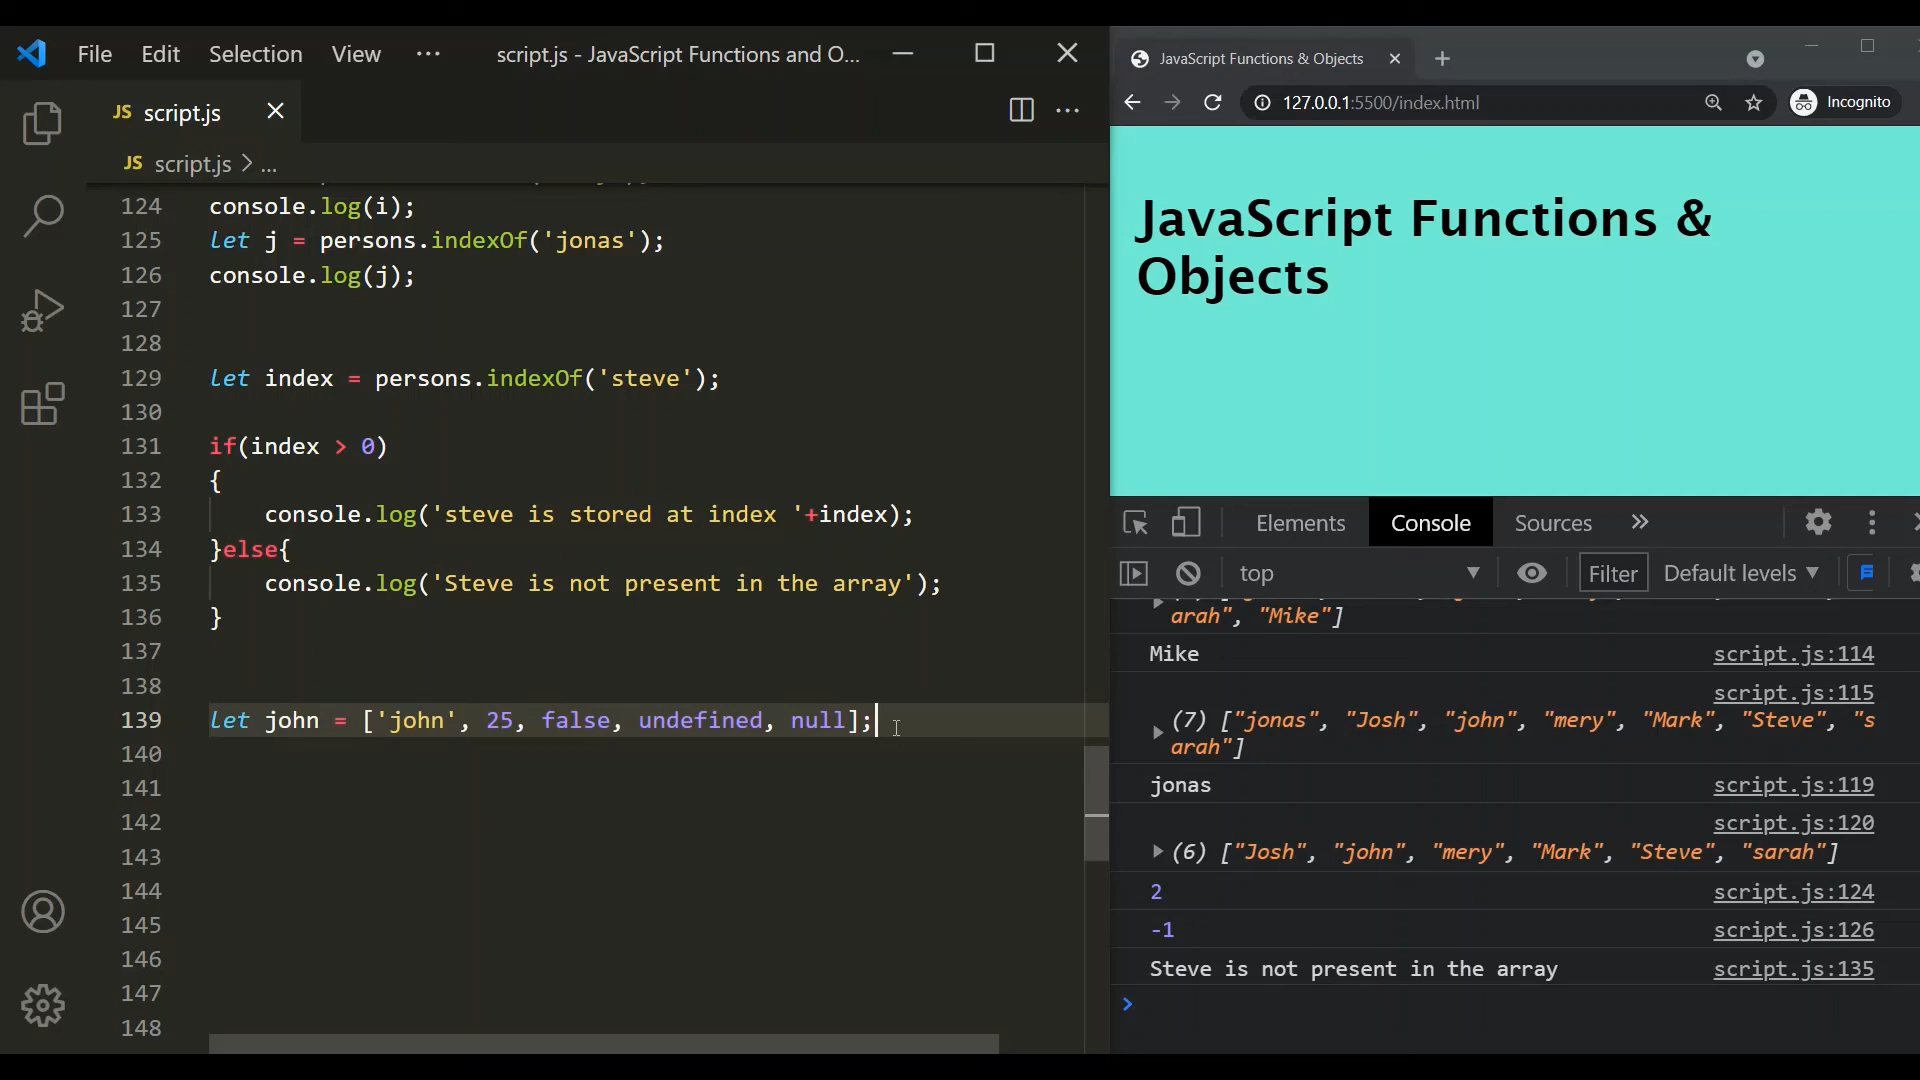 File Edit Selection View ··· script.js - JavaScript Functions and O...
JS script.js
JS script.js > ...
124 console.log(i);
125 let j = persons.indexOf('jonas');
126 console.log(j);
127
128
129 let index = persons.indexOf('steve');
130
131 if(index > 0)
132 {
133 console.log('steve is stored at index '+index);
134 }else{
135 console.log('Steve is not present in the array');
136 }
137
138
139 let john = ['john', 25, false, undefined, null];
140
141
142
143
144
145
146
147
148
JavaScript Functions & Objects
127.0.0.1:5500/index.html Incognito
JavaScript Functions &
Objects
Elements Console Sources »
top Filter Default levels
arah", "Mike"]
Mike script.js:114
script.js:115
(7) ["jonas", "Josh", "john", "mery", "Mark", "Steve", "s
arah"]
jonas script.js:119
script.js:120
(6) ["Josh", "john", "mery", "Mark", "Steve", "sarah"]
2 script.js:124
-1 script.js:126
Steve is not present in the array script.js:135
>